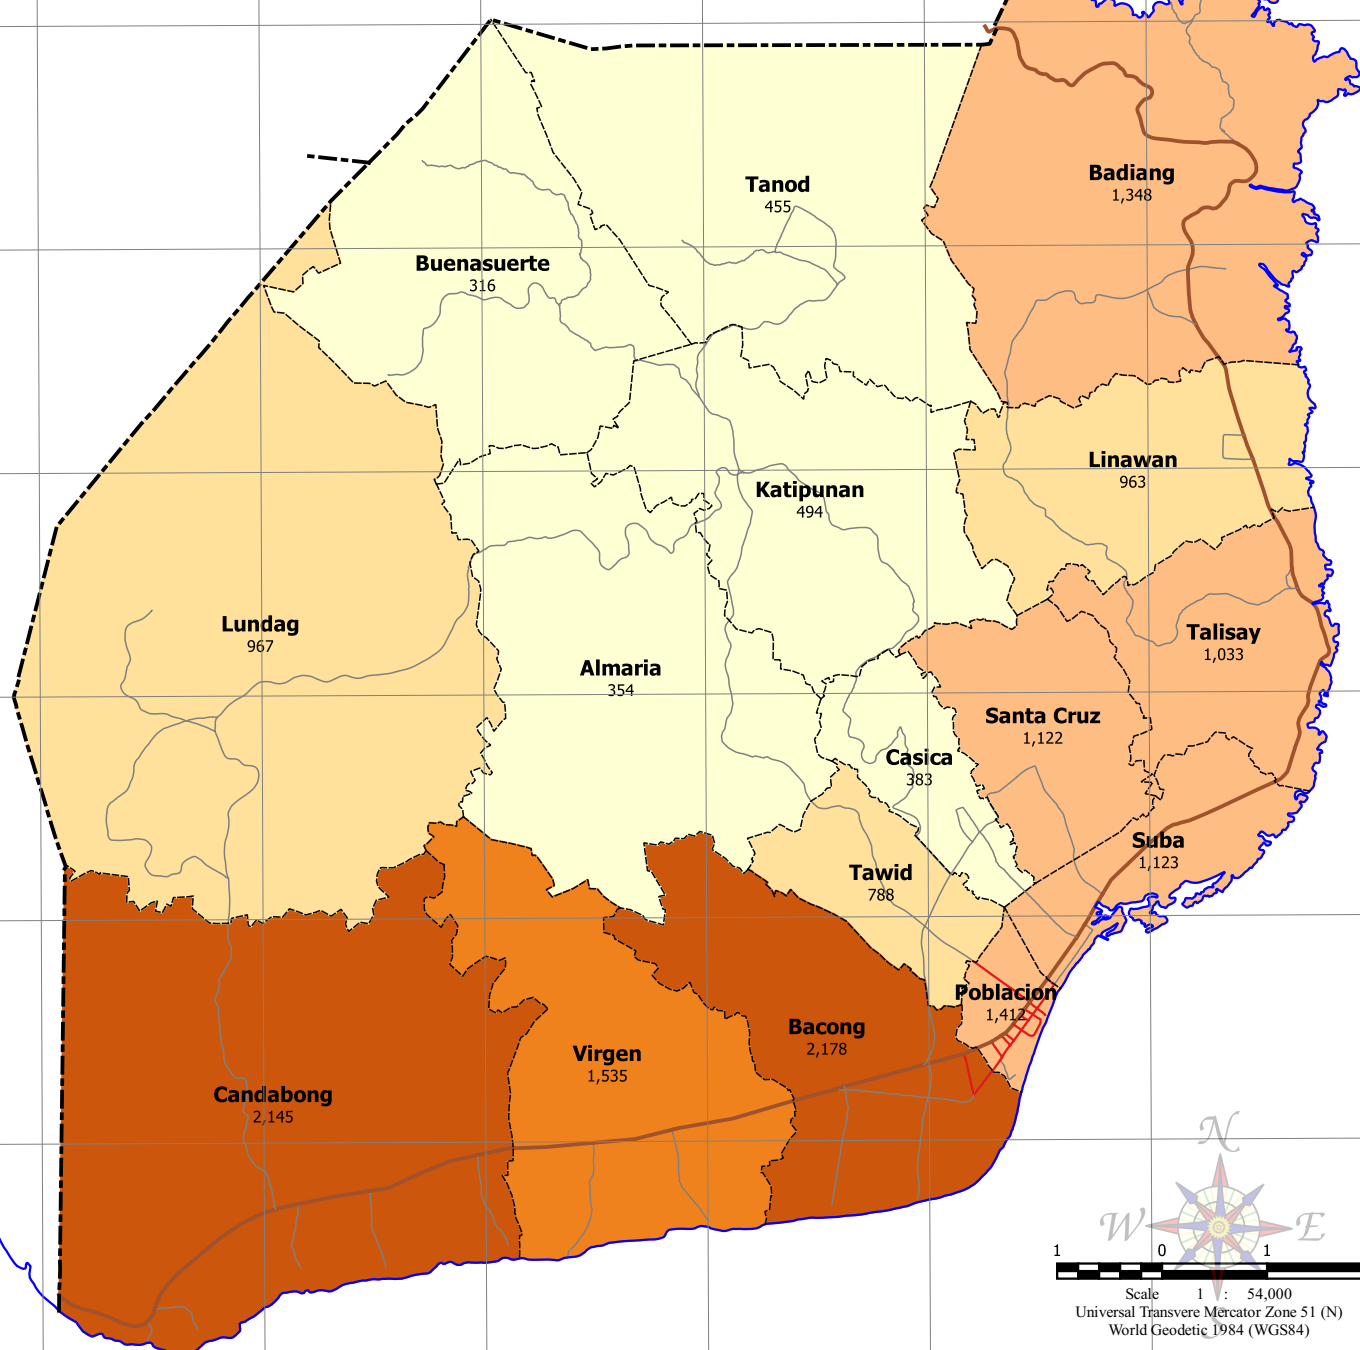 Badiang
1,348
Tanod
455
Buenasuerte
316
Linawan
963
Katipunan
494
Lundag
967
Talisay
1,033
Almaria
354
Santa Cruz
1,122
Casica
383
Suba
1,123
Tawid
788
Poblacion
1,412
Bacong
2,178
Virgen
1,535
Candabong
2,145
N
W
E
S
1 0 1
Scale 1 : 54,000
Universal Transvere Mercator Zone 51 (N)
World Geodetic 1984 (WGS84)